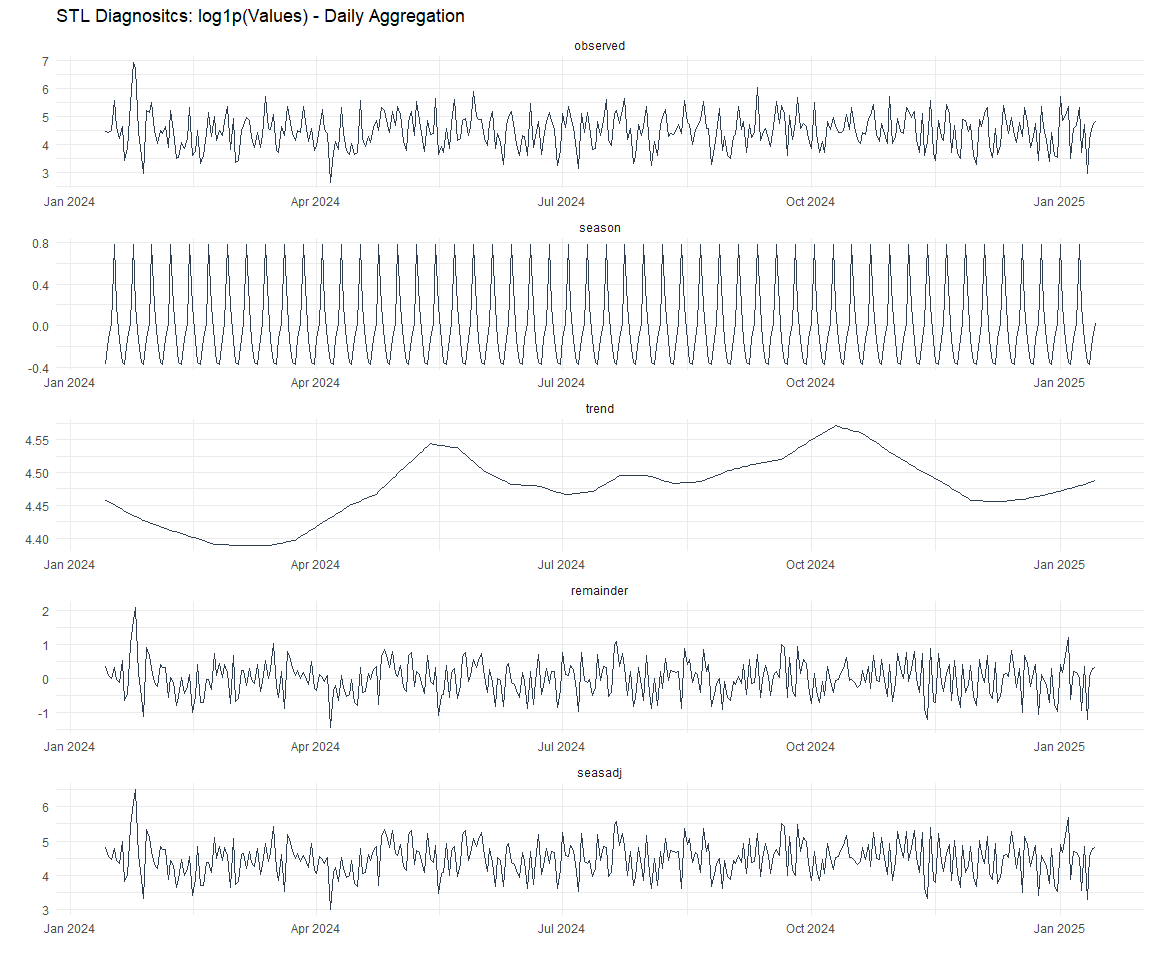 STL Diagnositcs: log1p(Values) - Daily Aggregation
observed
7
6
5
4
3
Jan 2024 Apr 2024 Jul 2024 Oct 2024 Jan 2025
season
0.8
0.4
0.0
-0.4
Jan 2024 Apr 2024 Jul 2024 Oct 2024 Jan 2025
trend
4.55
4.50
4.45
4.40
Jan 2024 Apr 2024 Jul 2024 Oct 2024 Jan 2025
remainder
2
1
0
-1
Jan 2024 Apr 2024 Jul 2024 Oct 2024 Jan 2025
seasadj
6
5
4
3
Jan 2024 Apr 2024 Jul 2024 Oct 2024 Jan 2025